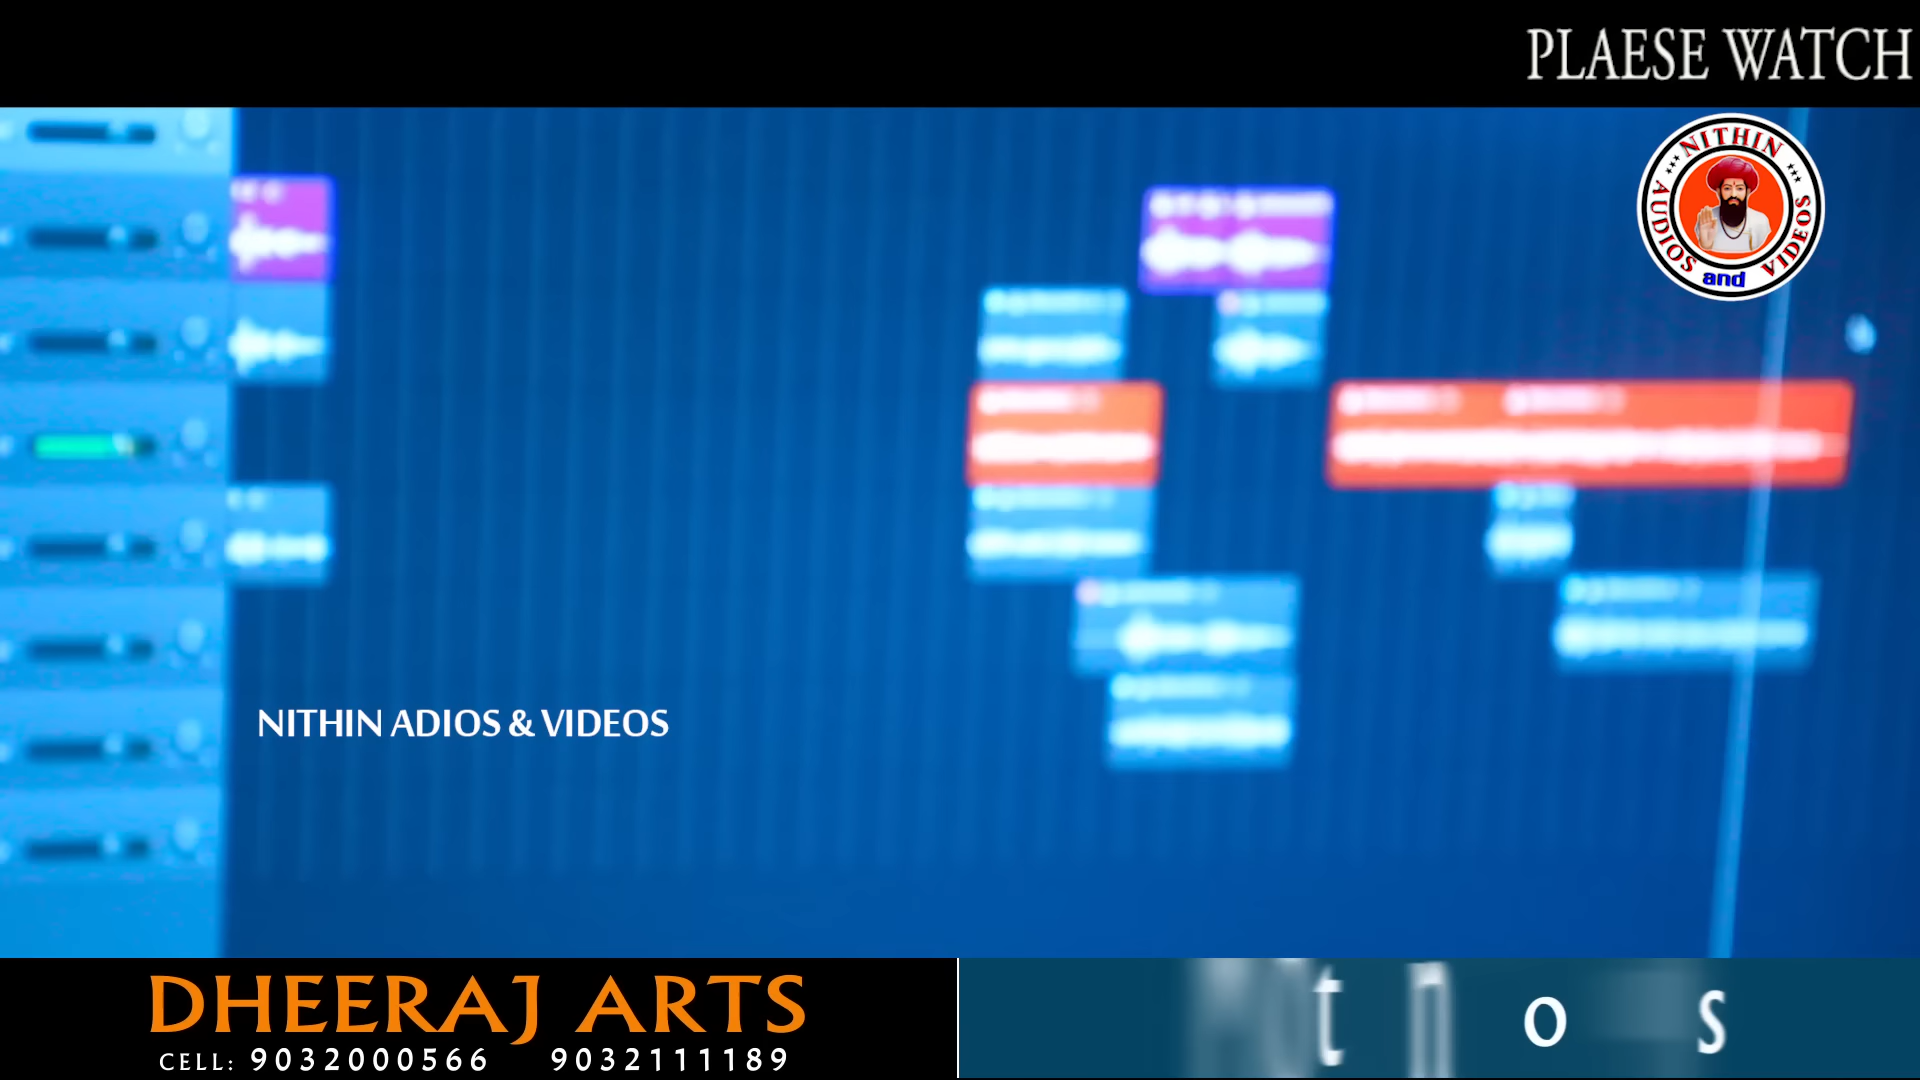 PLAESE WATCH
NITHIN
AUDIOS and VIDEOS
NITHIN ADIOS & VIDEOS
DHEERAJ ARTS
CELL: 9032000566 9032111189